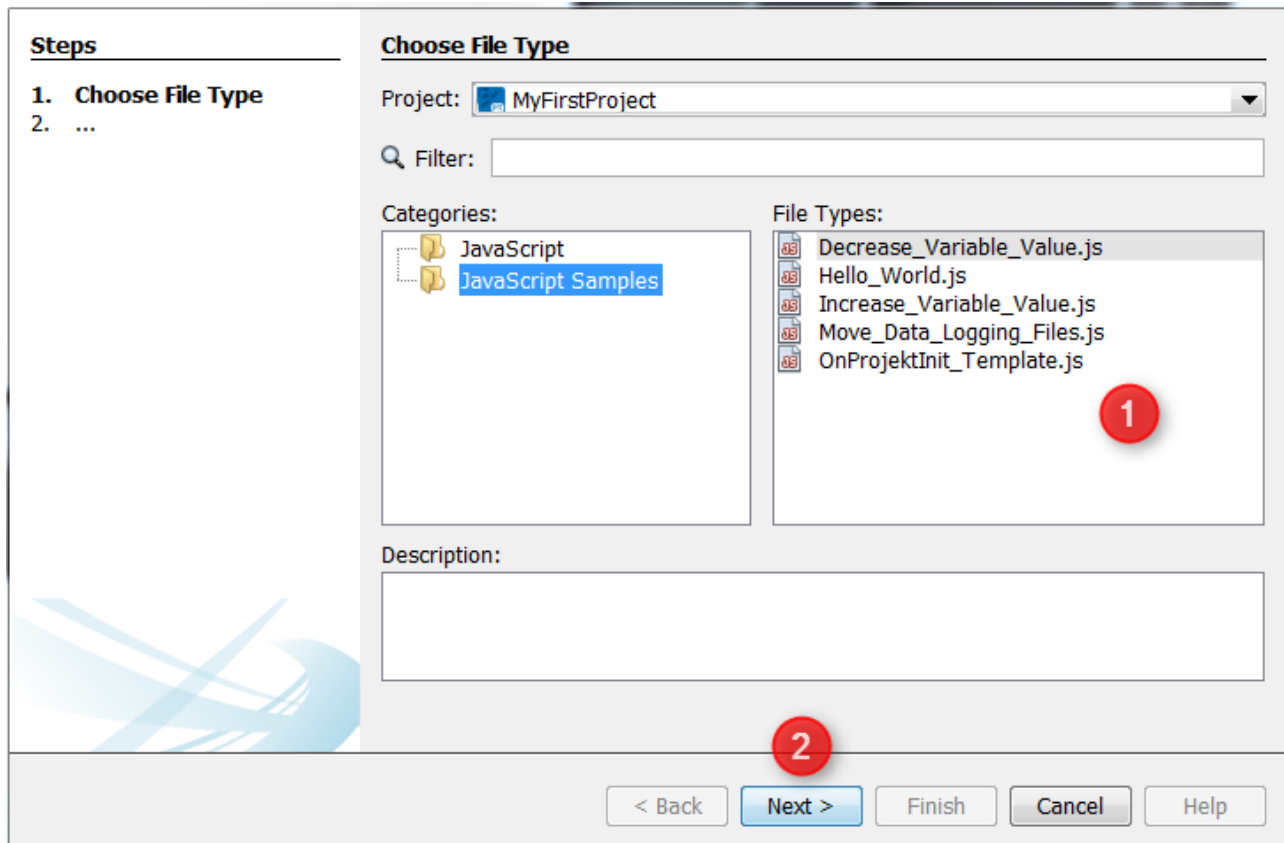 Steps
1. Choose File Type
2. ...
Choose File Type
Project: MyFirstProject
Filter:
Categories:
JavaScript
JavaScript Samples
File Types:
Decrease_Variable_Value.js
Hello_World.js
Increase_Variable_Value.js
Move_Data_Logging_Files.js
OnProjektInit_Template.js
1
Description:
2
< Back
Next >
Finish
Cancel
Help